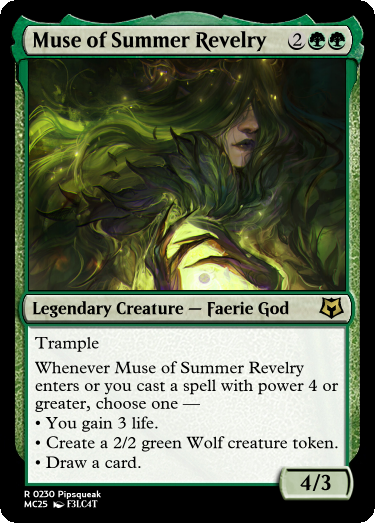 Muse of Summer Revelry 2
Legendary Creature — Faerie God
Trample
Whenever Muse of Summer Revelry
enters or you cast a spell with power 4 or
greater, choose one —
• You gain 3 life.
• Create a 2/2 green Wolf creature token.
• Draw a card.
4/3
R 0230 Pipsqueak
MC25 F3LC4T